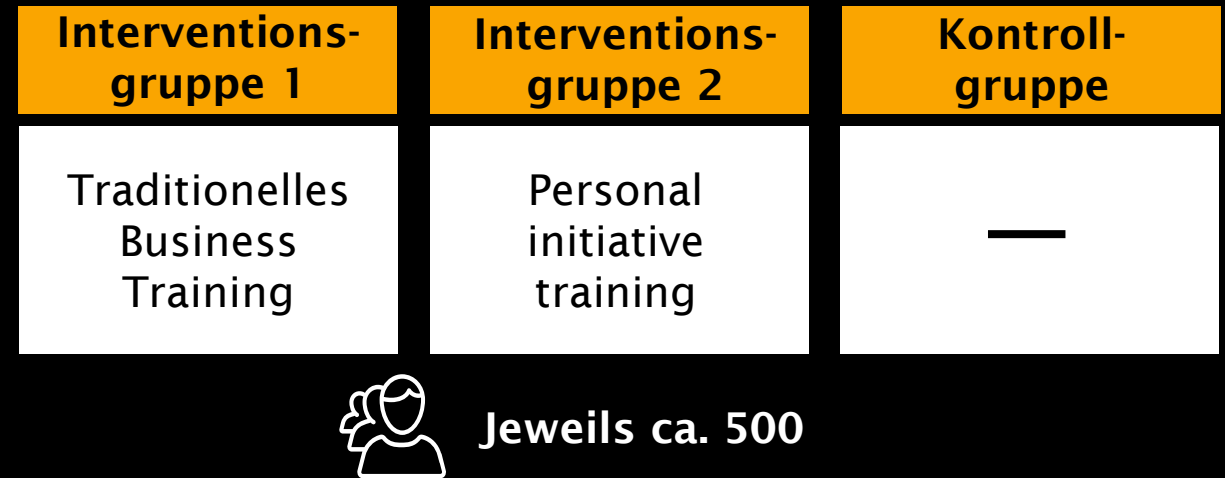 Interventions-
gruppe 1
Interventions-
gruppe 2
Kontroll-
gruppe
Traditionelles
Business
Training
Personal
initiative
training
—
Jeweils ca. 500